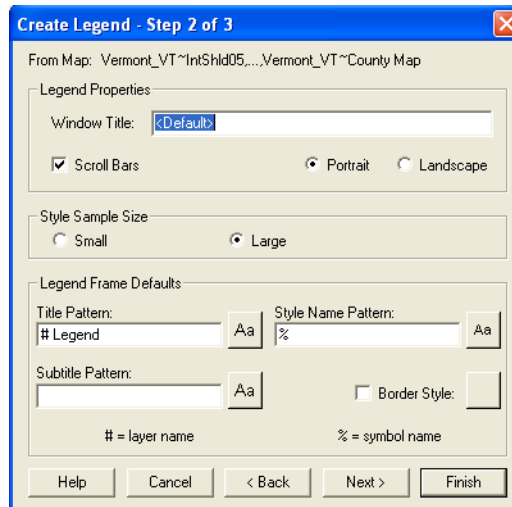 Create Legend - Step 2 of 3
From Map: Vermont_VT~IntShld05,...,Vermont_VT~County Map
Legend Properties
Window Title: <Default>
Scroll Bars Portrait Landscape
Style Sample Size
Small Large
Legend Frame Defaults
Title Pattern: Style Name Pattern:
# Legend Aa % Aa
Subtitle Pattern:
Aa Border Style:
# = layer name % = symbol name
Help Cancel < Back Next > Finish